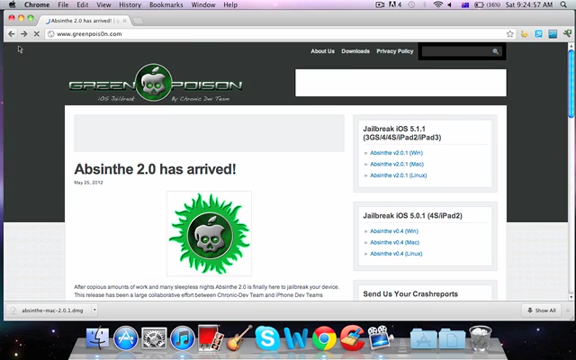 Chrome File Edit View History Bookmarks Window Help
4 (36%) Sat 9:24:57 AM
Absinthe 2.0 has arrived!
www.greenpois0n.com
About Us Downloads Privacy Policy
GREEN POISON
iOS Jailbreak By Chronic Dev Team
Absinthe 2.0 has arrived!
May 25, 2012
After copious amounts of work and many sleepless nights Absinthe 2.0 is finally here to jailbreak your device.
This release has been a large collaborative effort between Chronic-Dev Team and iPhone Dev Teams
Jailbreak iOS 5.1.1
(3GS/4/4S/iPad2/iPad3)
Absinthe v2.0.1 (Win)
Absinthe v2.0.1 (Mac)
Absinthe v2.0.1 (Linux)
Jailbreak iOS 5.0.1 (4S/iPad2)
Absinthe v0.4 (Win)
Absinthe v0.4 (Mac)
Absinthe v0.4 (Linux)
Send Us Your Crashreports
absinthe-mac-2.0.1.dmg
Show All